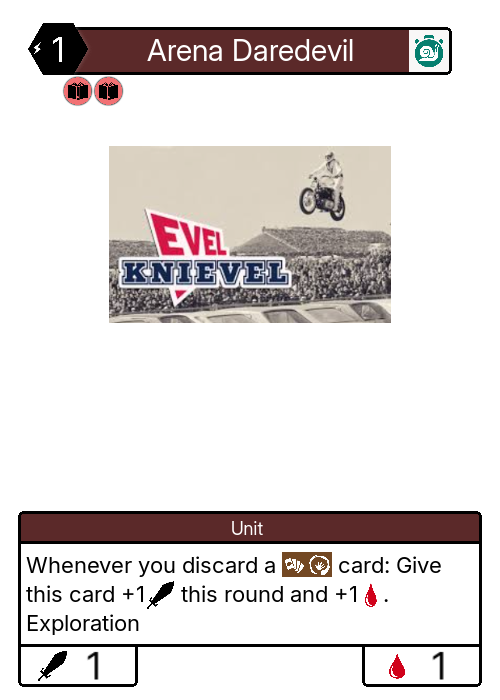 1
Arena Daredevil
EVEL
KNIEVEL
Unit
Whenever you discard a card: Give
this card +1 this round and +1 .
Exploration
1
1